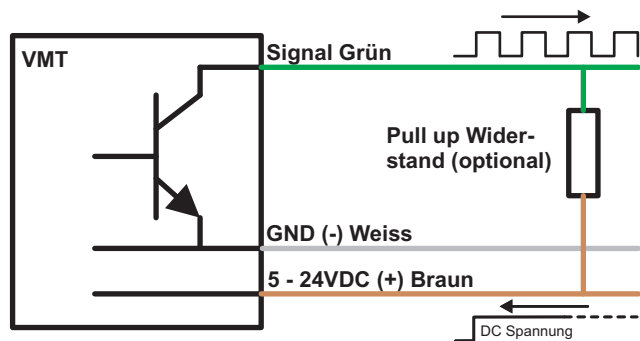 VMT
Signal Grün
Pull up Wider-
stand (optional)
GND (-) Weiss
5 - 24VDC (+) Braun
DC Spannung